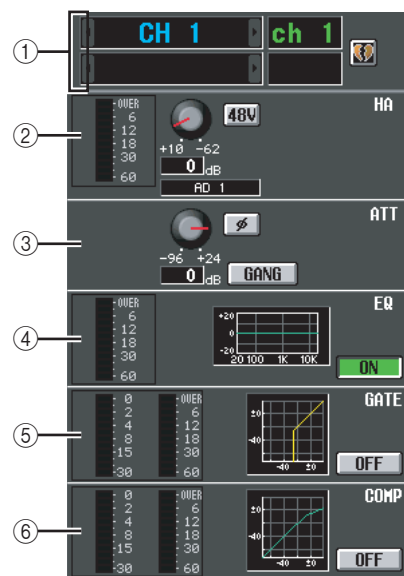 ① CH 1 ch 1
② HA
OVER
6
12
18
30
60
48V
+10 -62
0 dB
AD 1
③ ATT
ø
-96 +24
0 dB GANG
④ EQ
OVER
6
12
18
30
60
+20
0
-20
20 100 1K 10K
ON
⑤ GATE
0 OVER
2 6
4 12
8 18
15 30
30 60
±0
-40
-40 ±0
OFF
⑥ COMP
0 OVER
2 6
4 12
8 18
15 30
30 60
±0
-40
-40 ±0
OFF